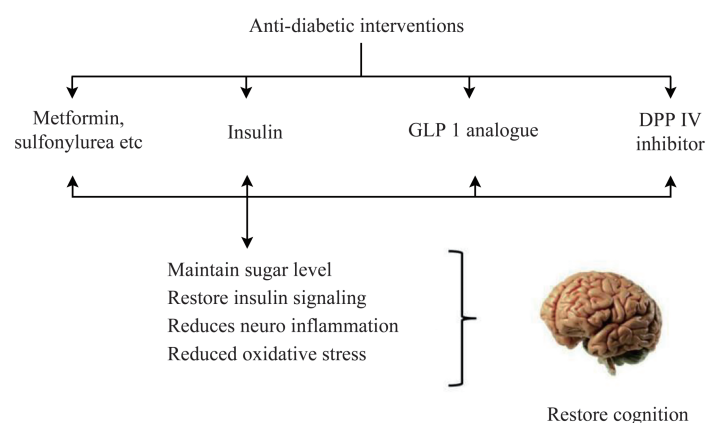 Anti-diabetic interventions
Metformin,
sulfonylurea etc
Insulin
GLP 1 analogue
DPP IV
inhibitor
Maintain sugar level
Restore insulin signaling
Reduces neuro inflammation
Reduced oxidative stress
Restore cognition